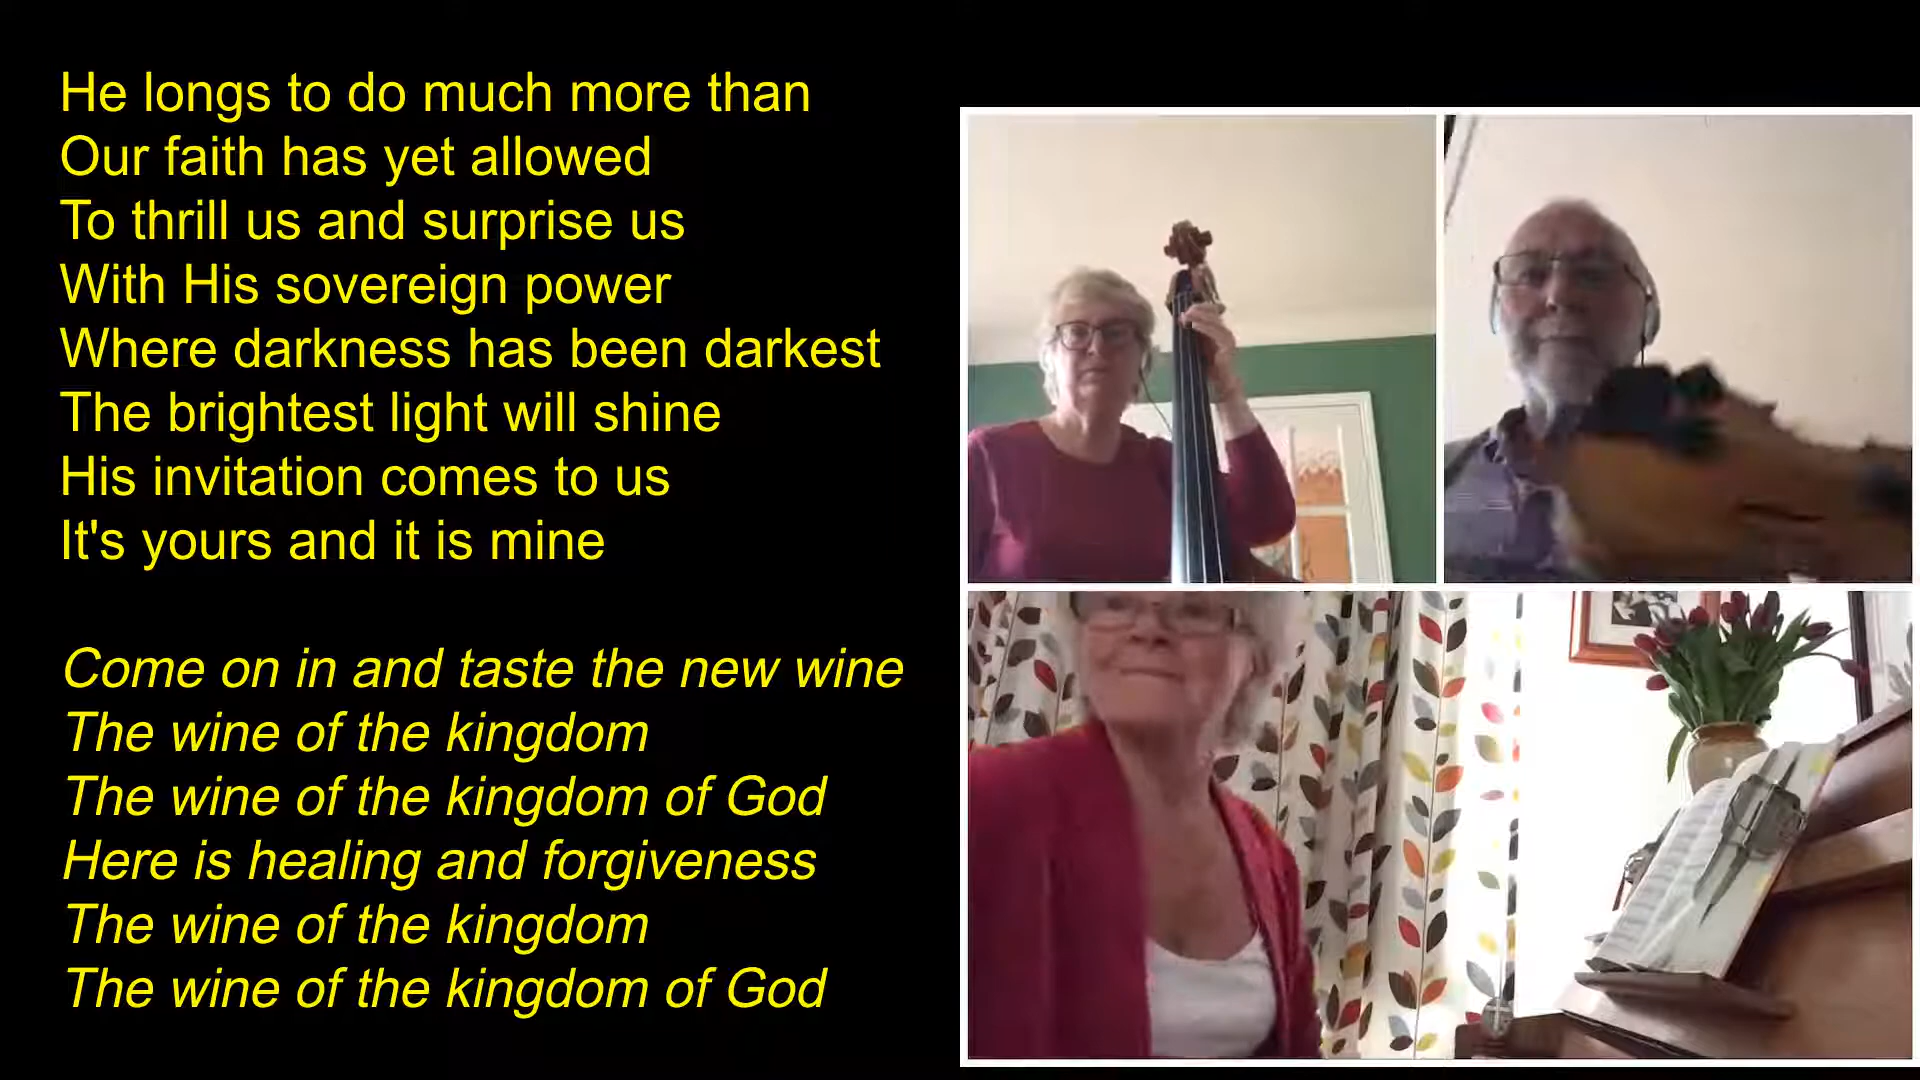 He longs to do much more than
Our faith has yet allowed
To thrill us and surprise us
With His sovereign power
Where darkness has been darkest
The brightest light will shine
His invitation comes to us
It's yours and it is mine
Come on in and taste the new wine
The wine of the kingdom
The wine of the kingdom of God
Here is healing and forgiveness
The wine of the kingdom
The wine of the kingdom of God